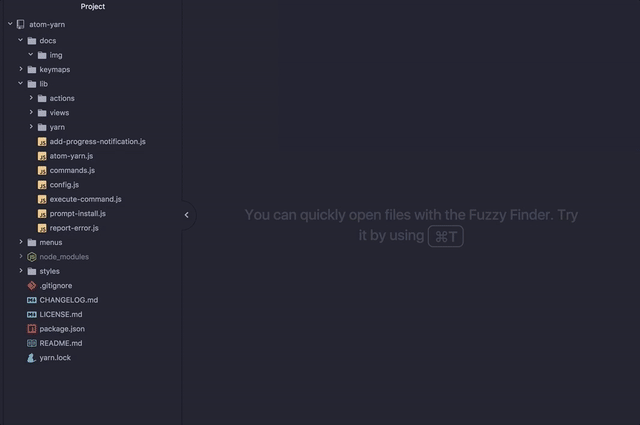 Project
atom-yarn
docs
img
keymaps
lib
actions
views
yarn
add-progress-notification.js
atom-yarn.js
commands.js
config.js
execute-command.js
prompt-install.js
report-error.js
menus
node_modules
styles
.gitignore
CHANGELOG.md
LICENSE.md
package.json
README.md
yarn.lock
You can quickly open files with the Fuzzy Finder. Try
it by using ⌘T